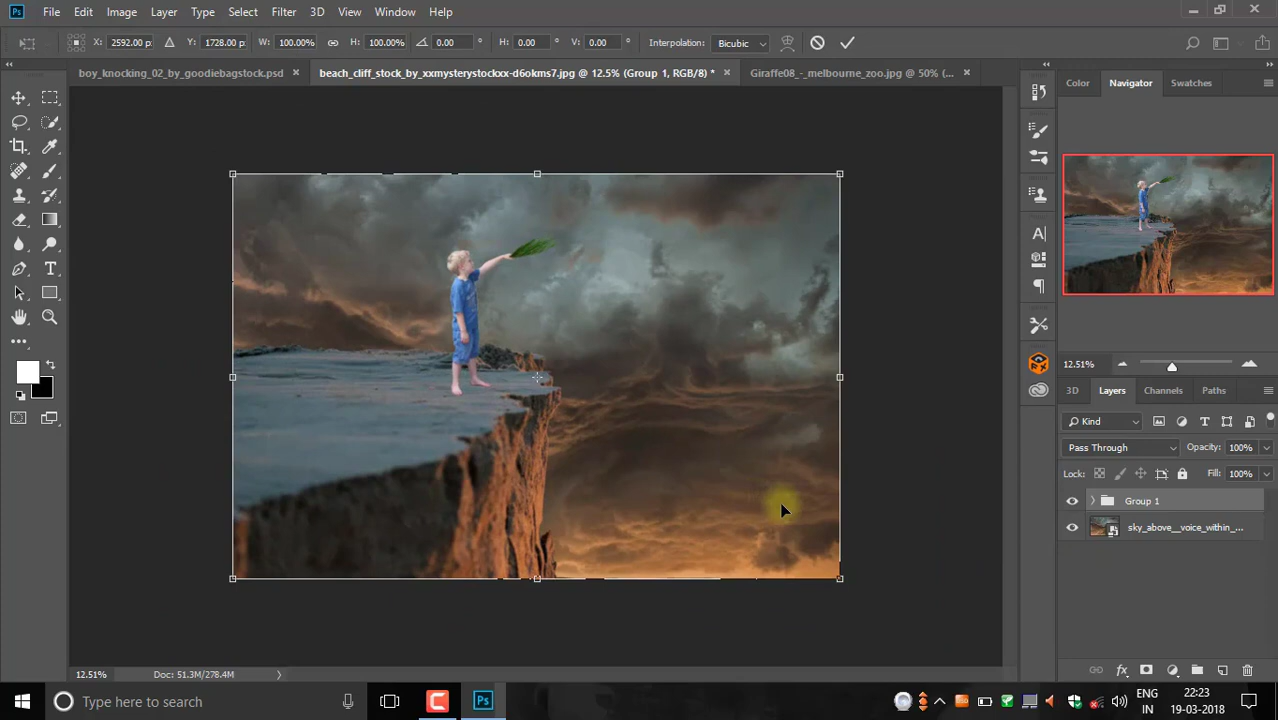 Ps File Edit Image Layer Type Select Filter 3D View Window Help
X: 2592.00 p: Y: 1728.00 p: W: 100.00% H: 100.00% 0.00 ° H: 0.00 ° V: 0.00 ° Interpolation: Bicubic
boy_knocking_02_by_goodiebagstock.psd × beach_cliff_stock_by_xxmysterystockxx-d6okms7.jpg @ 12.5% (Group 1, RGB/8) * × Giraffe08_-_melbourne_zoo.jpg @ 50% (... ×
Color Navigator Swatches
12.51%
3D Layers Channels Paths
Kind
Pass Through Opacity: 100%
Lock: Fill: 100%
Group 1
sky_above__voice_within_...
12.51% Doc: 51.3M/278.4M
Type here to search
Ps
ENG
IN
22:23
19-03-2018